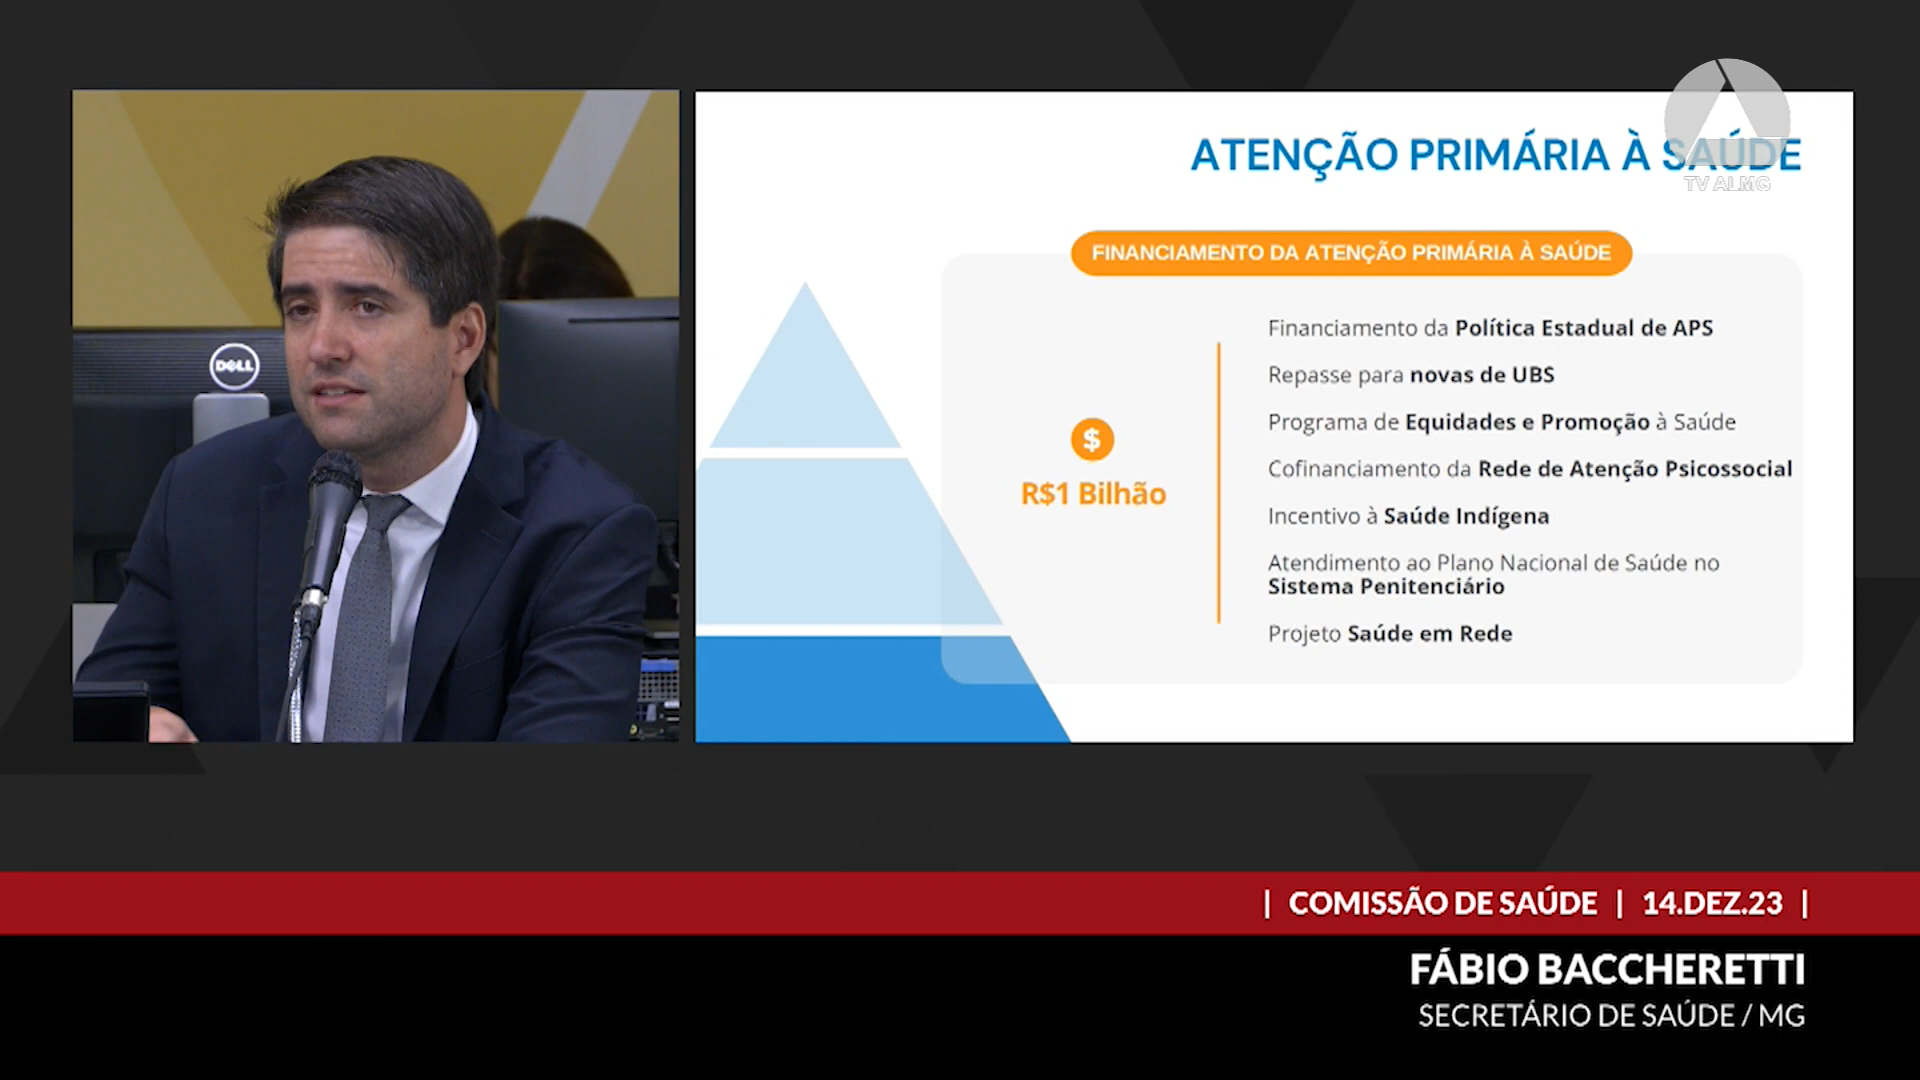 DELL
ATENÇÃO PRIMÁRIA À SAÚDE
TV ALMG
FINANCIAMENTO DA ATENÇÃO PRIMÁRIA À SAÚDE
$
R$1 Bilhão
Financiamento da Política Estadual de APS
Repasse para novas de UBS
Programa de Equidades e Promoção à Saúde
Cofinanciamento da Rede de Atenção Psicossocial
Incentivo à Saúde Indígena
Atendimento ao Plano Nacional de Saúde no
Sistema Penitenciário
Projeto Saúde em Rede
| COMISSÃO DE SAÚDE | 14.DEZ.23 |
FÁBIO BACCHERETTI
SECRETÁRIO DE SAÚDE / MG